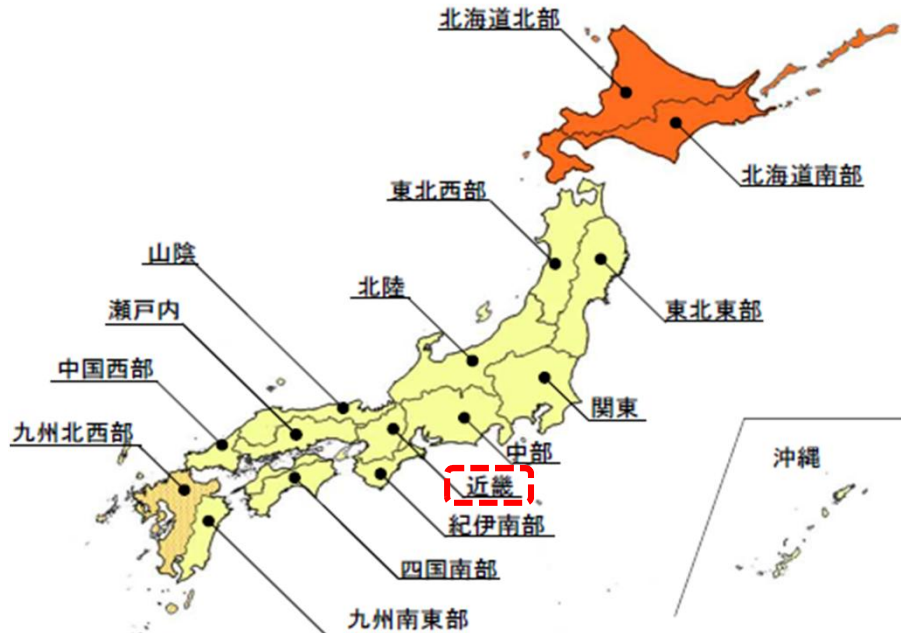 北海道北部
北海道南部
東北西部
山陰
北陸
東北東部
瀬戸内
中国西部
関東
九州北西部
中部
沖縄
近畿
紀伊南部
四国南部
九州南東部